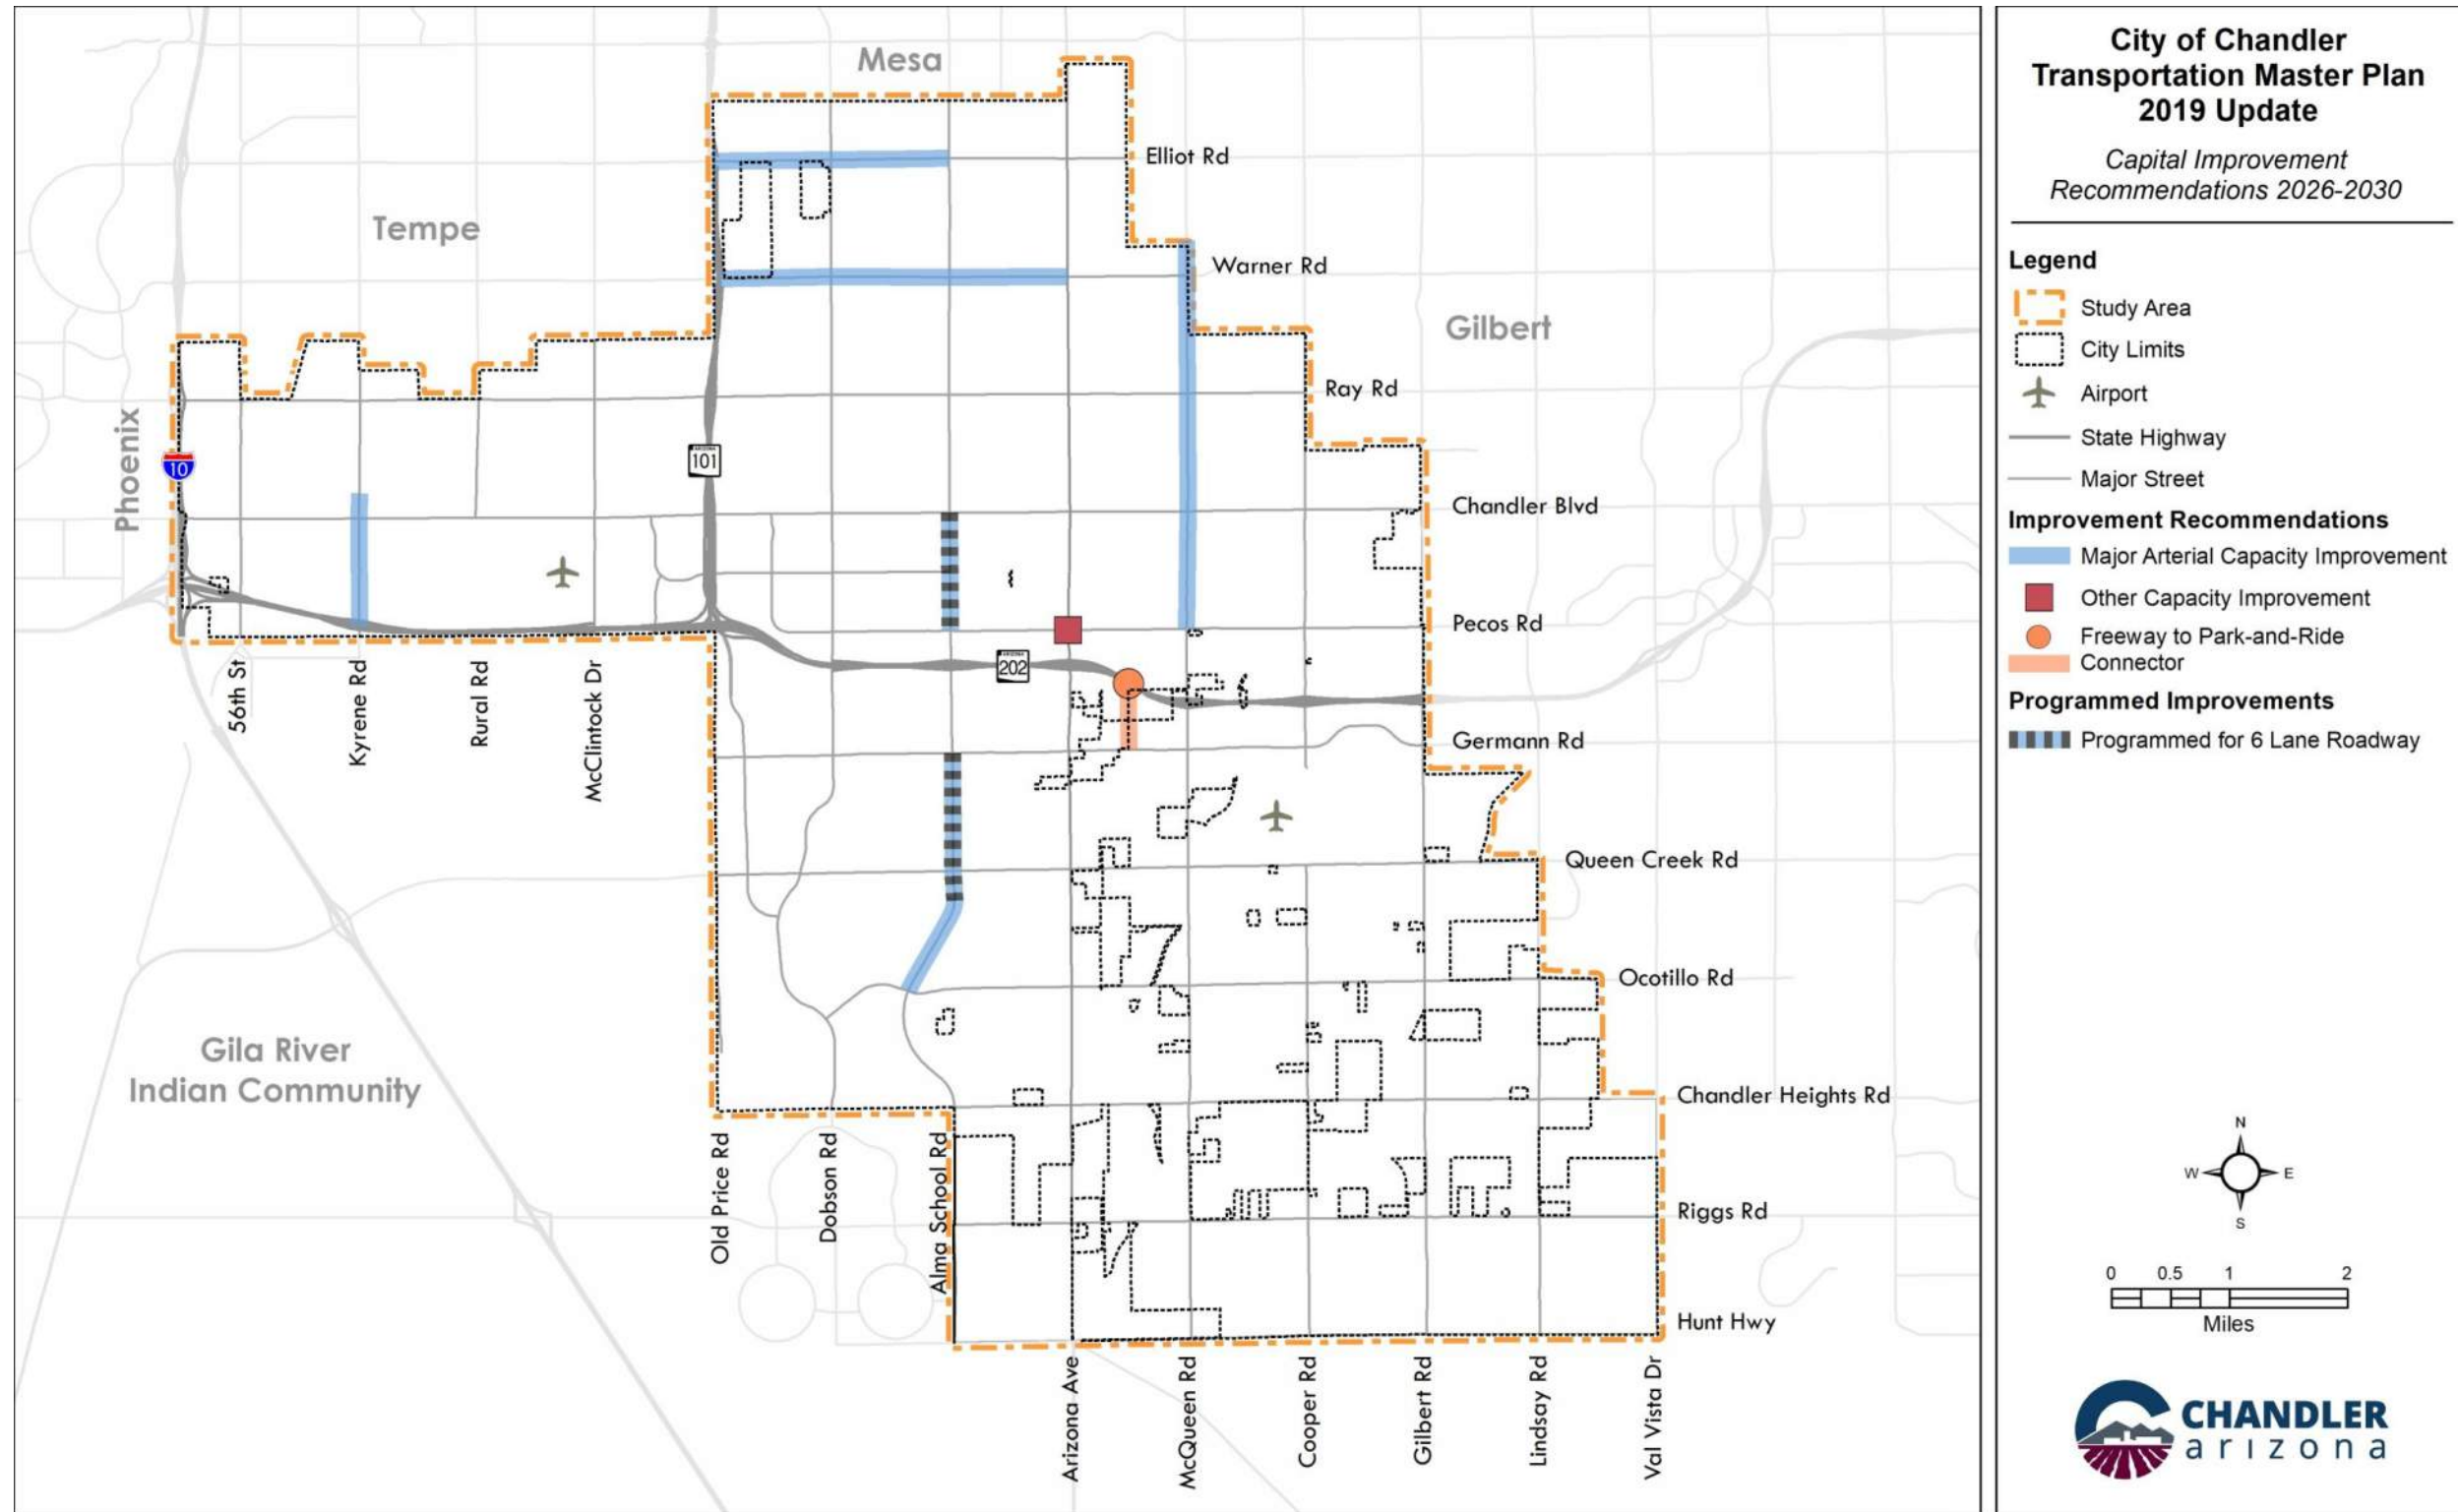 Mesa
Elliot Rd
Tempe
Warner Rd
Gilbert
Ray Rd
Phoenix
10
ARIZONA
101
Chandler Blvd
Pecos Rd
ARIZONA
202
56th St
Kyrene Rd
Rural Rd
McClintock Dr
Germann Rd
Queen Creek Rd
Ocotillo Rd
Gila River
Indian Community
Chandler Heights Rd
Old Price Rd
Dobson Rd
Alma School Rd
Riggs Rd
Hunt Hwy
Arizona Ave
McQueen Rd
Cooper Rd
Gilbert Rd
Lindsay Rd
Val Vista Dr
City of Chandler
Transportation Master Plan
2019 Update
Capital Improvement
Recommendations 2026-2030
Legend
Study Area
City Limits
Airport
State Highway
Major Street
Improvement Recommendations
Major Arterial Capacity Improvement
Other Capacity Improvement
Freeway to Park-and-Ride
Connector
Programmed Improvements
Programmed for 6 Lane Roadway
N
W E
S
0 0.5 1 2
Miles
CHANDLER
arizona